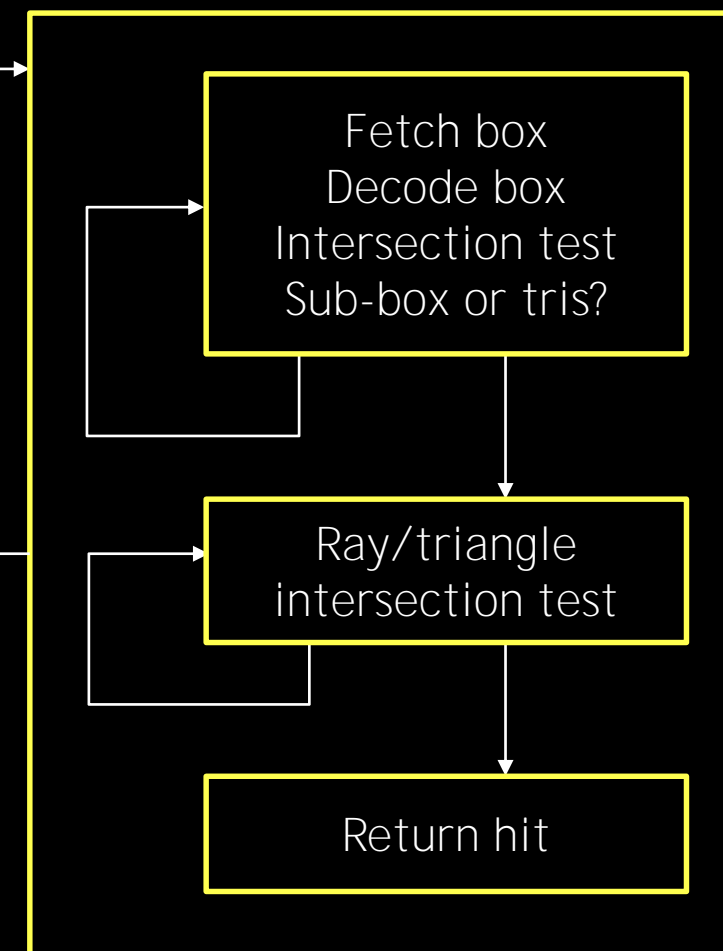 Fetch box
Decode box
Intersection test
Sub-box or tris?
Ray/triangle
intersection test
Return hit